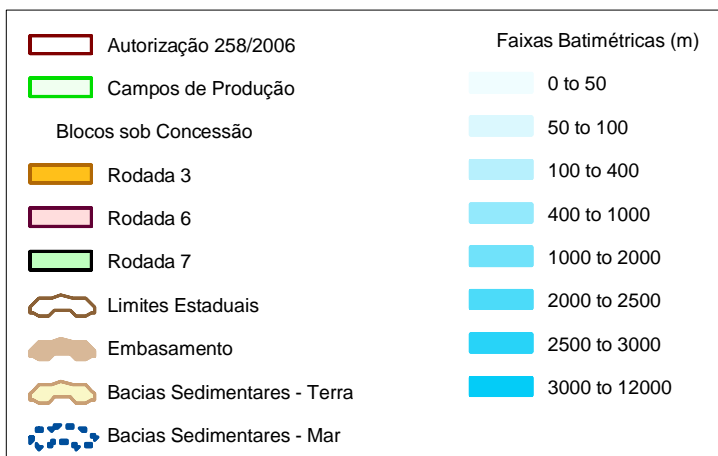 Autorização 258/2006
Campos de Produção
Blocos sob Concessão
Rodada 3
Rodada 6
Rodada 7
Limites Estaduais
Embasamento
Bacias Sedimentares - Terra
Bacias Sedimentares - Mar
Faixas Batimétricas (m)
0 to 50
50 to 100
100 to 400
400 to 1000
1000 to 2000
2000 to 2500
2500 to 3000
3000 to 12000